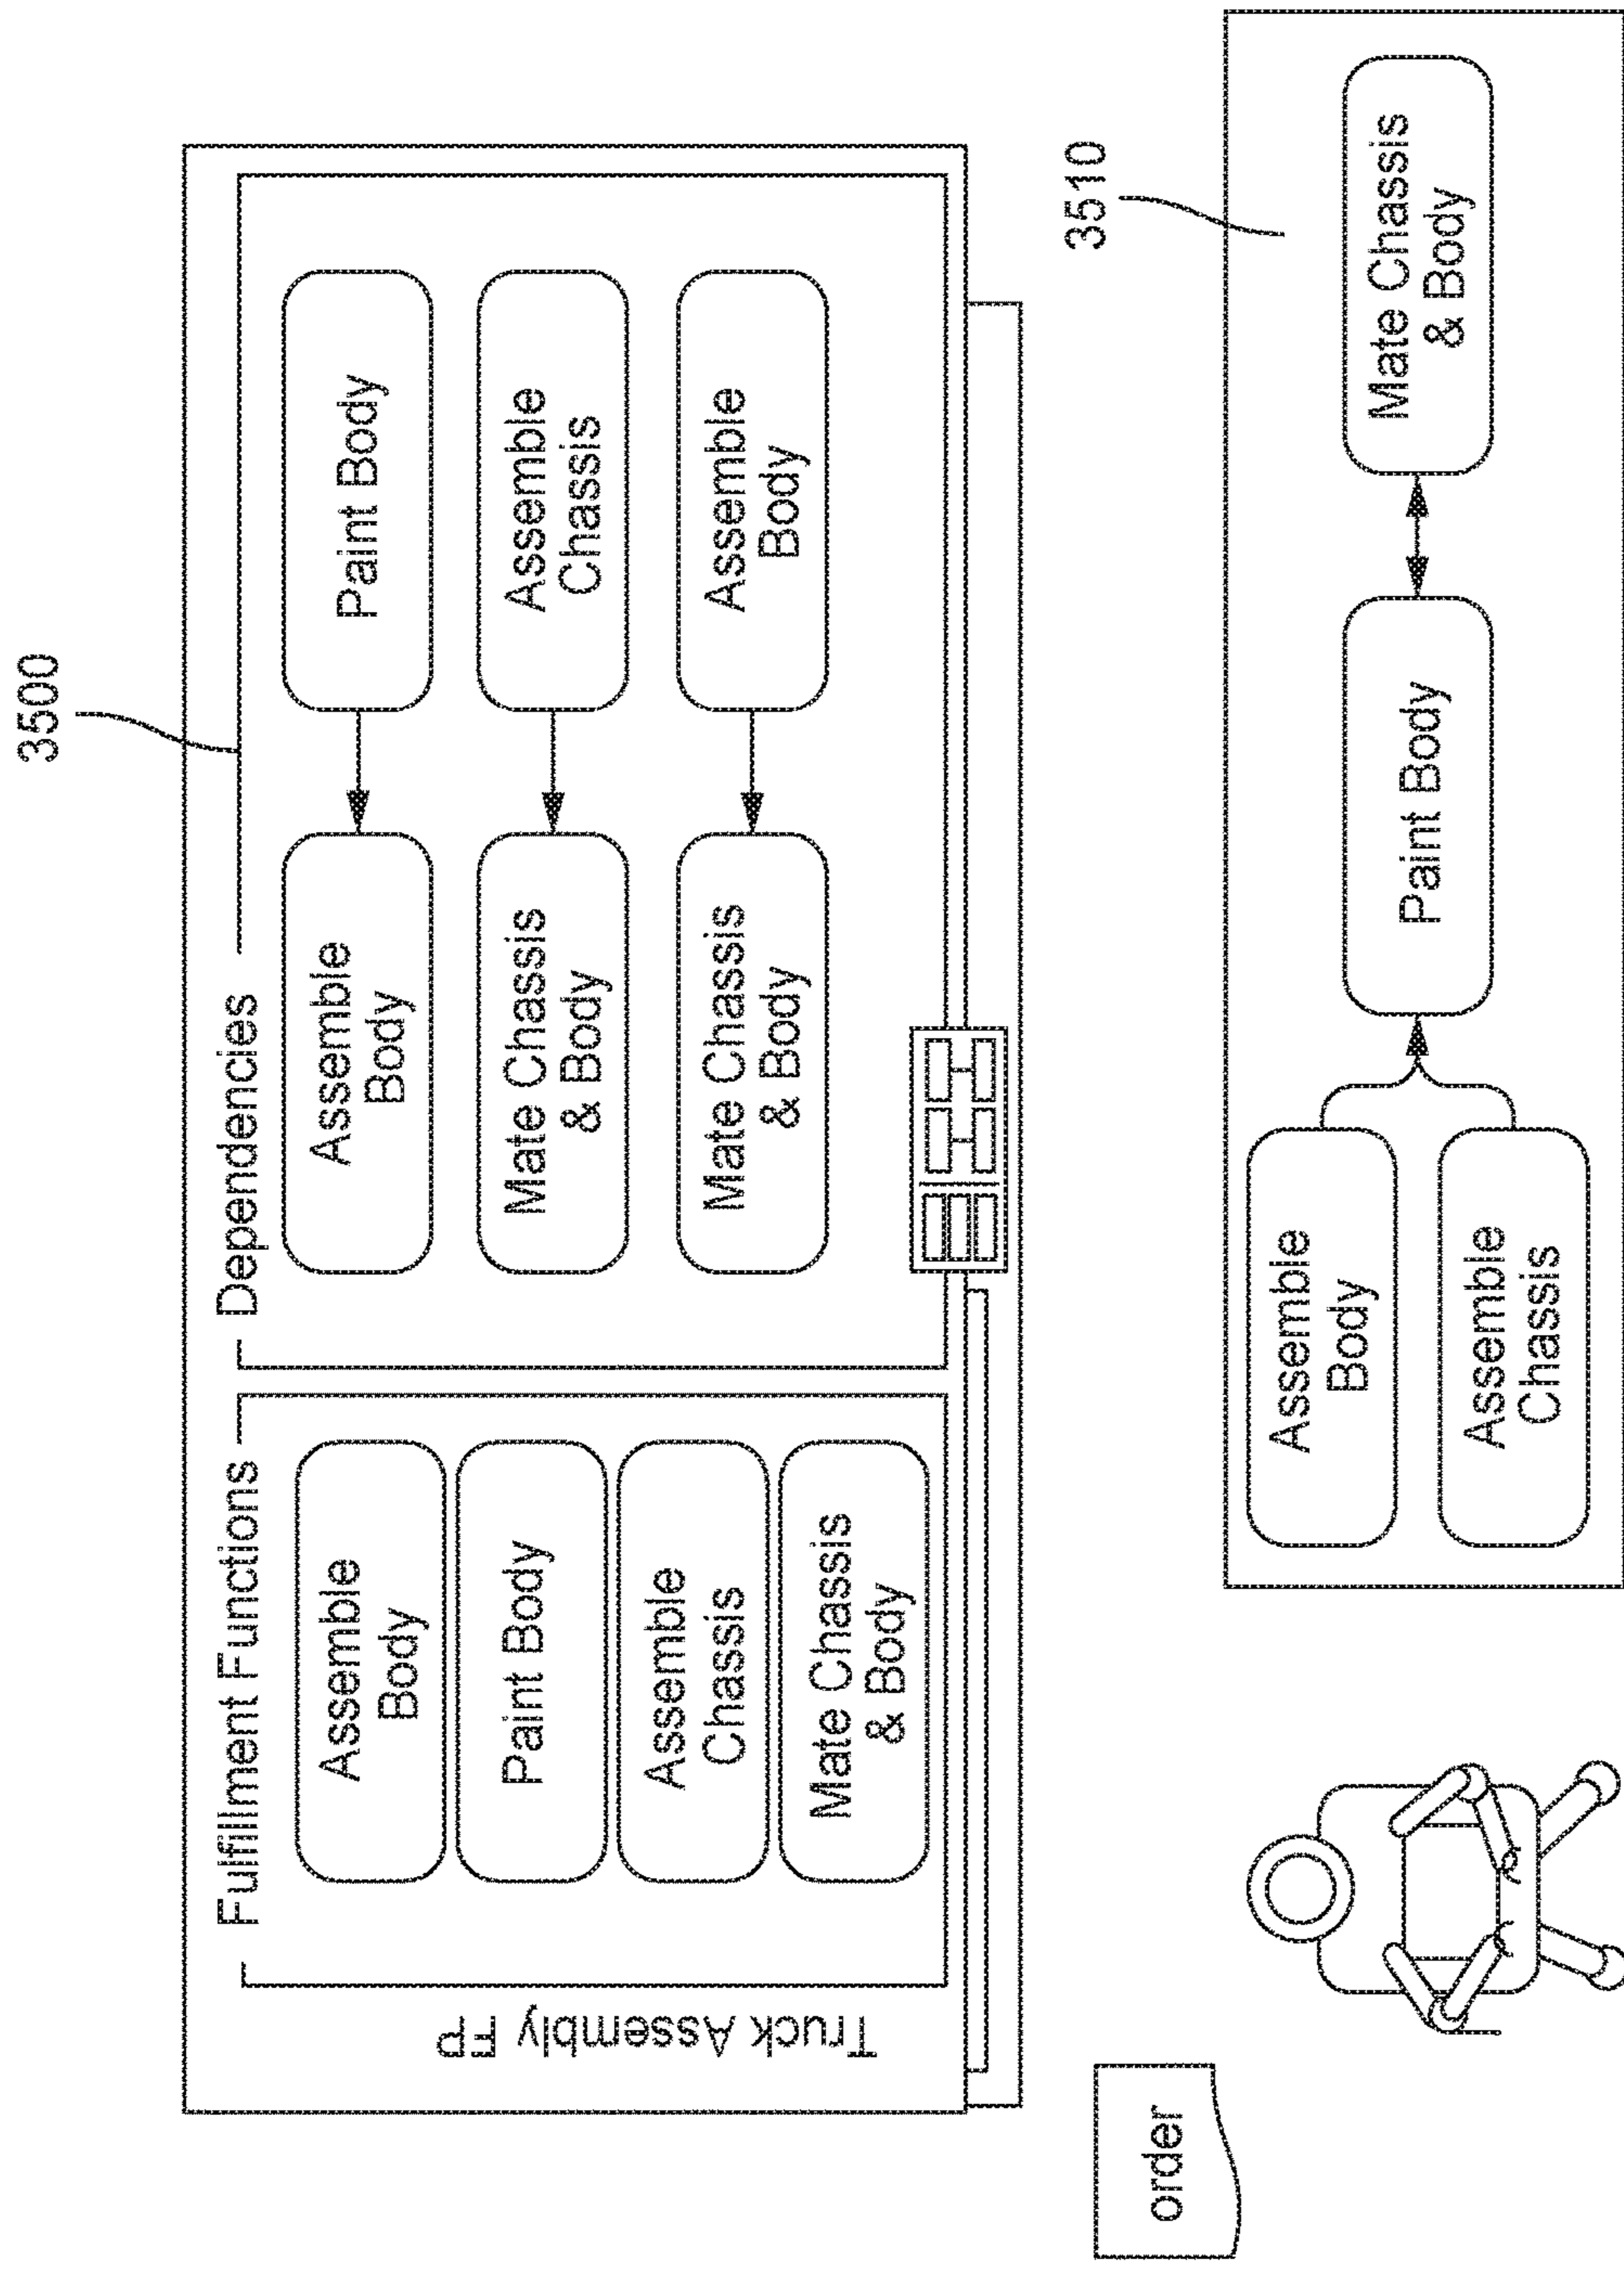 3500
Fulfillment Functions
Dependencies
Truck Assembly FP
Assemble
Body
Paint Body
Assemble
Chassis
Mate Chassis
& Body
Assemble
Body
Paint Body
Mate Chassis
& Body
Assemble
Chassis
Mate Chassis
& Body
Assemble
Body
3510
order
Assemble
Body
Assemble
Chassis
Paint Body
Mate Chassis
& Body